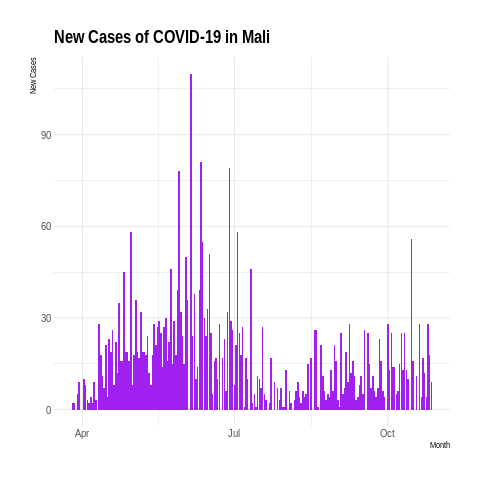 New Cases of COVID-19 in Mali
New Cases
90
60
30
0
Apr
Jul
Oct
Month